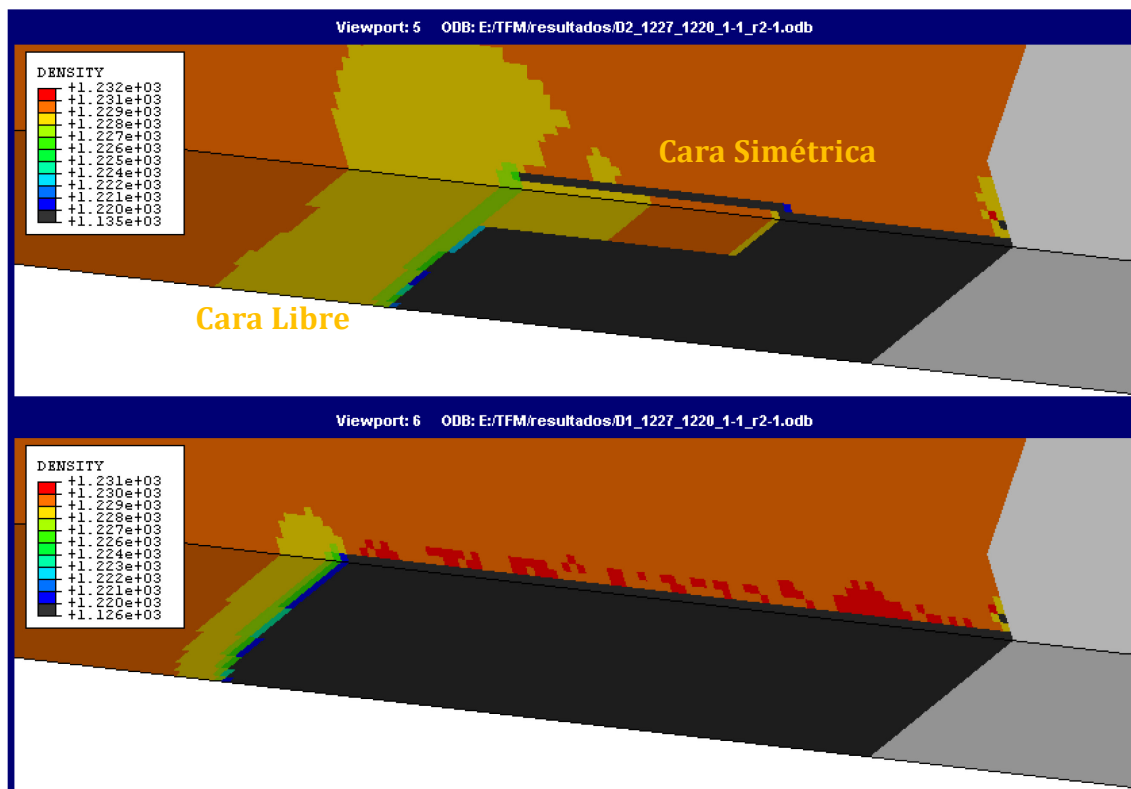 Viewport: 5 ODB: E:/TFM/resultados/D2_1227_1220_1-1_r2-1.odb
DENSITY
+1.232e+03
+1.231e+03
+1.229e+03
+1.228e+03
+1.227e+03
+1.226e+03
+1.225e+03
+1.224e+03
+1.222e+03
+1.221e+03
+1.220e+03
+1.135e+03
Cara Simétrica
Cara Libre
Viewport: 6 ODB: E:/TFM/resultados/D1_1227_1220_1-1_r2-1.odb
DENSITY
+1.231e+03
+1.230e+03
+1.229e+03
+1.228e+03
+1.227e+03
+1.226e+03
+1.224e+03
+1.223e+03
+1.222e+03
+1.221e+03
+1.220e+03
+1.126e+03